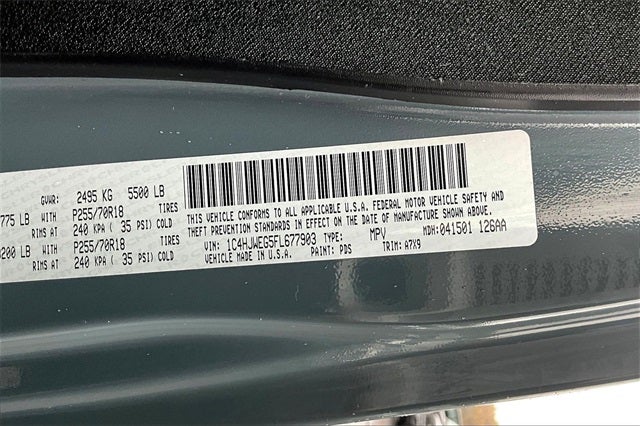 GVWR: 2495 KG 5500 LB
775 LB WITH P255/70R18 TIRES
RIMS AT 240 KPA ( 35 PSI) COLD
200 LB WITH P255/70R18 TIRES
RIMS AT 240 KPA ( 35 PSI) COLD
THIS VEHICLE CONFORMS TO ALL APPLICABLE U.S.A. FEDERAL MOTOR VEHICLE SAFETY AND
THEFT PREVENTION STANDARDS IN EFFECT ON THE DATE OF MANUFACTURE SHOWN ABOVE.
VIN: 1C4HJWEG5FL677903 TYPE: MPV MDH: 041501 126AA
VEHICLE MADE IN U.S.A. PAINT: PDS TRIM: A7X9